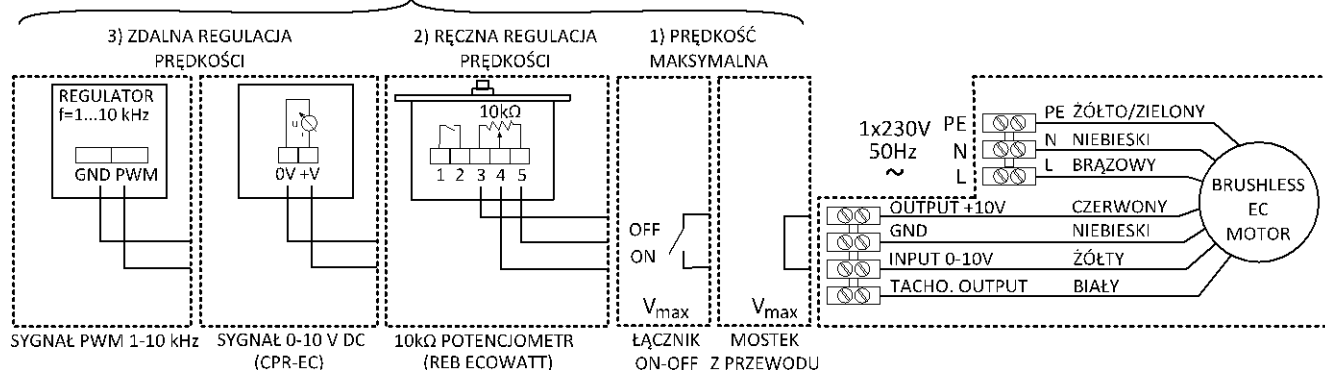 3) ZDALNA REGULACJA
PRĘDKOŚCI
2) RĘCZNA REGULACJA
PRĘDKOŚCI
1) PRĘDKOŚĆ
MAKSYMALNA
REGULATOR
f=1...10 kHz
GND PWM
u
0V +V
10kΩ
1 2 3 4 5
OFF
ON
Vmax
Vmax
SYGNAŁ PWM 1-10 kHz
SYGNAŁ 0-10 V DC
(CPR-EC)
10kΩ POTENCJOMETR
(REB ECOWATT)
ŁĄCZNIK
ON-OFF
MOSTEK
Z PRZEWODU
1x230V
50Hz
~
PE
N
L
PE ŻÓŁTO/ZIELONY
N NIEBIESKI
L BRĄZOWY
OUTPUT +10V CZERWONY
GND NIEBIESKI
INPUT 0-10V ŻÓŁTY
TACHO. OUTPUT BIAŁY
BRUSHLESS
EC
MOTOR